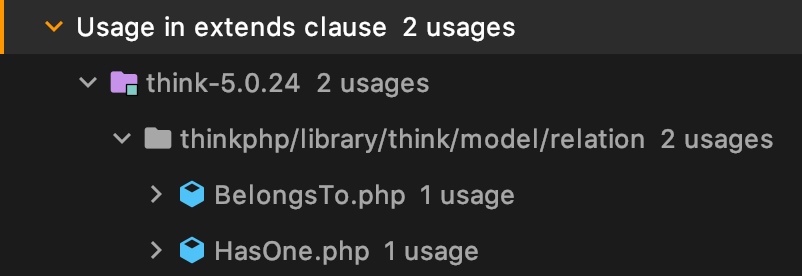 Usage in extends clause 2 usages
think-5.0.24 2 usages
thinkphp/library/think/model/relation 2 usages
BelongsTo.php 1 usage
HasOne.php 1 usage